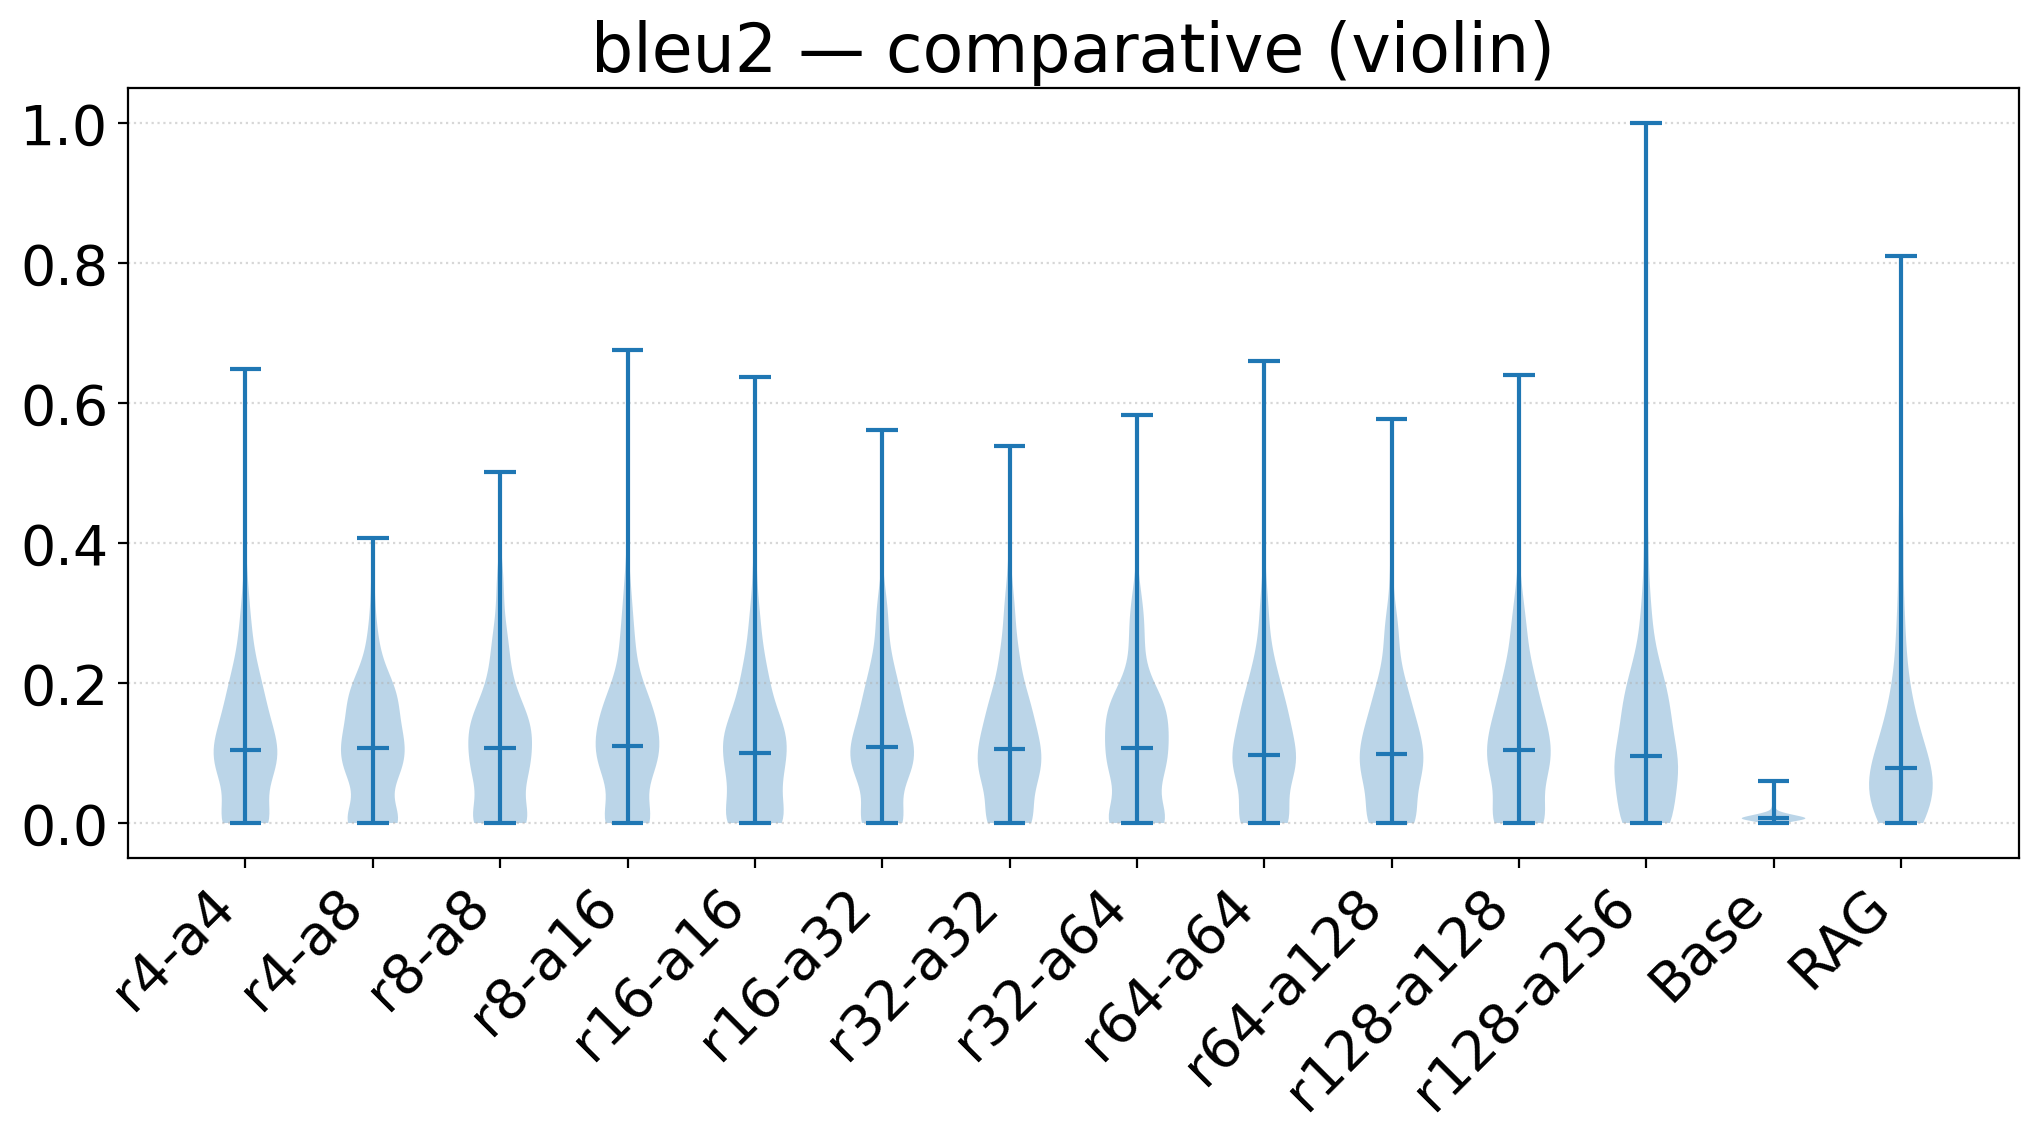 bleu2 — comparative (violin)
1.0
0.8
0.6
0.4
0.2
0.0
r4-a4
r4-a8
r8-a8
r8-a16
r16-a16
r16-a32
r32-a32
r32-a64
r64-a64
r64-a128
r128-a128
r128-a256
Base
RAG